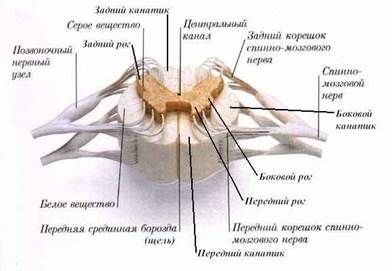 Задний канатик
Серое вещество
Задний рог
Центральный
канал
Задний корешок
спинно-мозгового
нерва
Позвоночный
нервный
узел
Спинно-
мозговой
нерв
Боковой
канатик
Боковой рог
Передний рог
Белое вещество
Передняя срединная борозда
(щель)
Передний корешок спинно-
мозгового нерва
Передний канатик